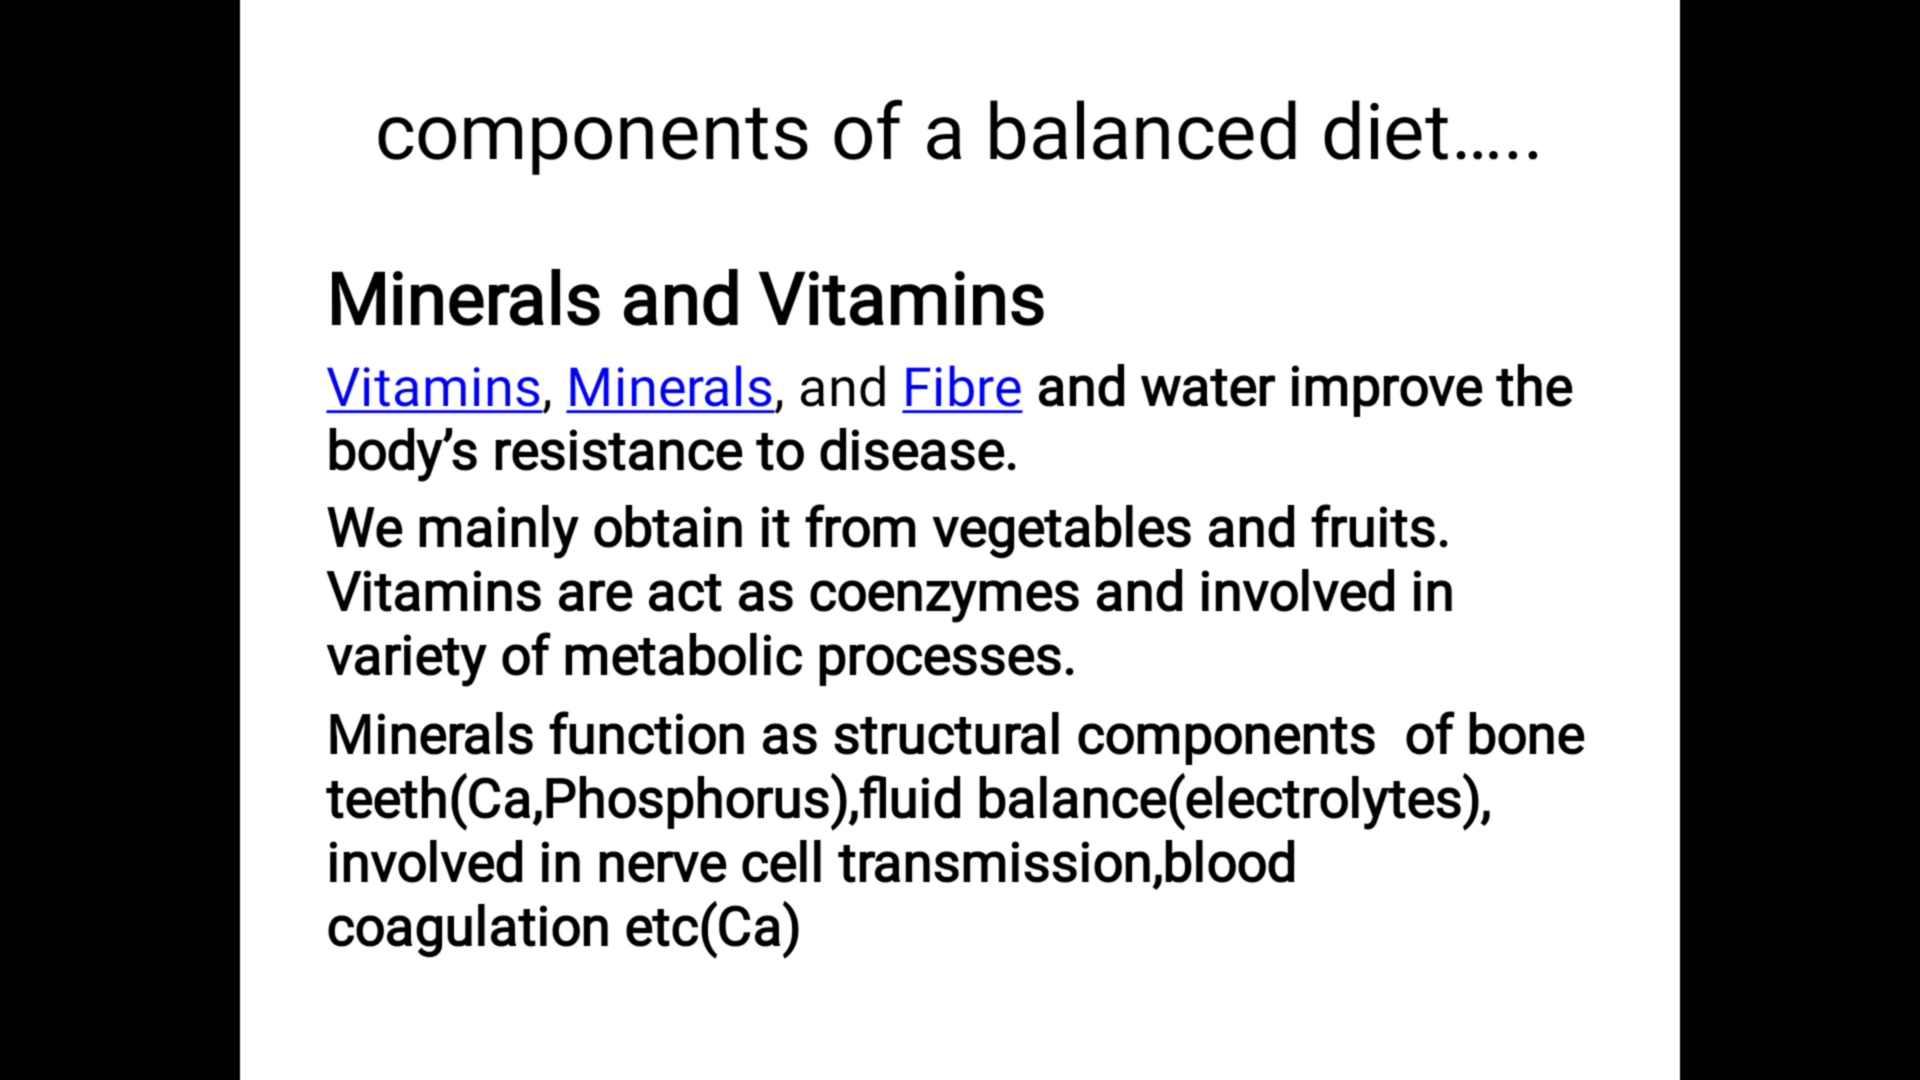 components of a balanced diet…..
Minerals and Vitamins
Vitamins, Minerals, and Fibre and water improve the
body’s resistance to disease.
We mainly obtain it from vegetables and fruits.
Vitamins are act as coenzymes and involved in
variety of metabolic processes.
Minerals function as structural components  of bone
teeth(Ca,Phosphorus),fluid balance(electrolytes),
involved in nerve cell transmission,blood
coagulation etc(Ca)